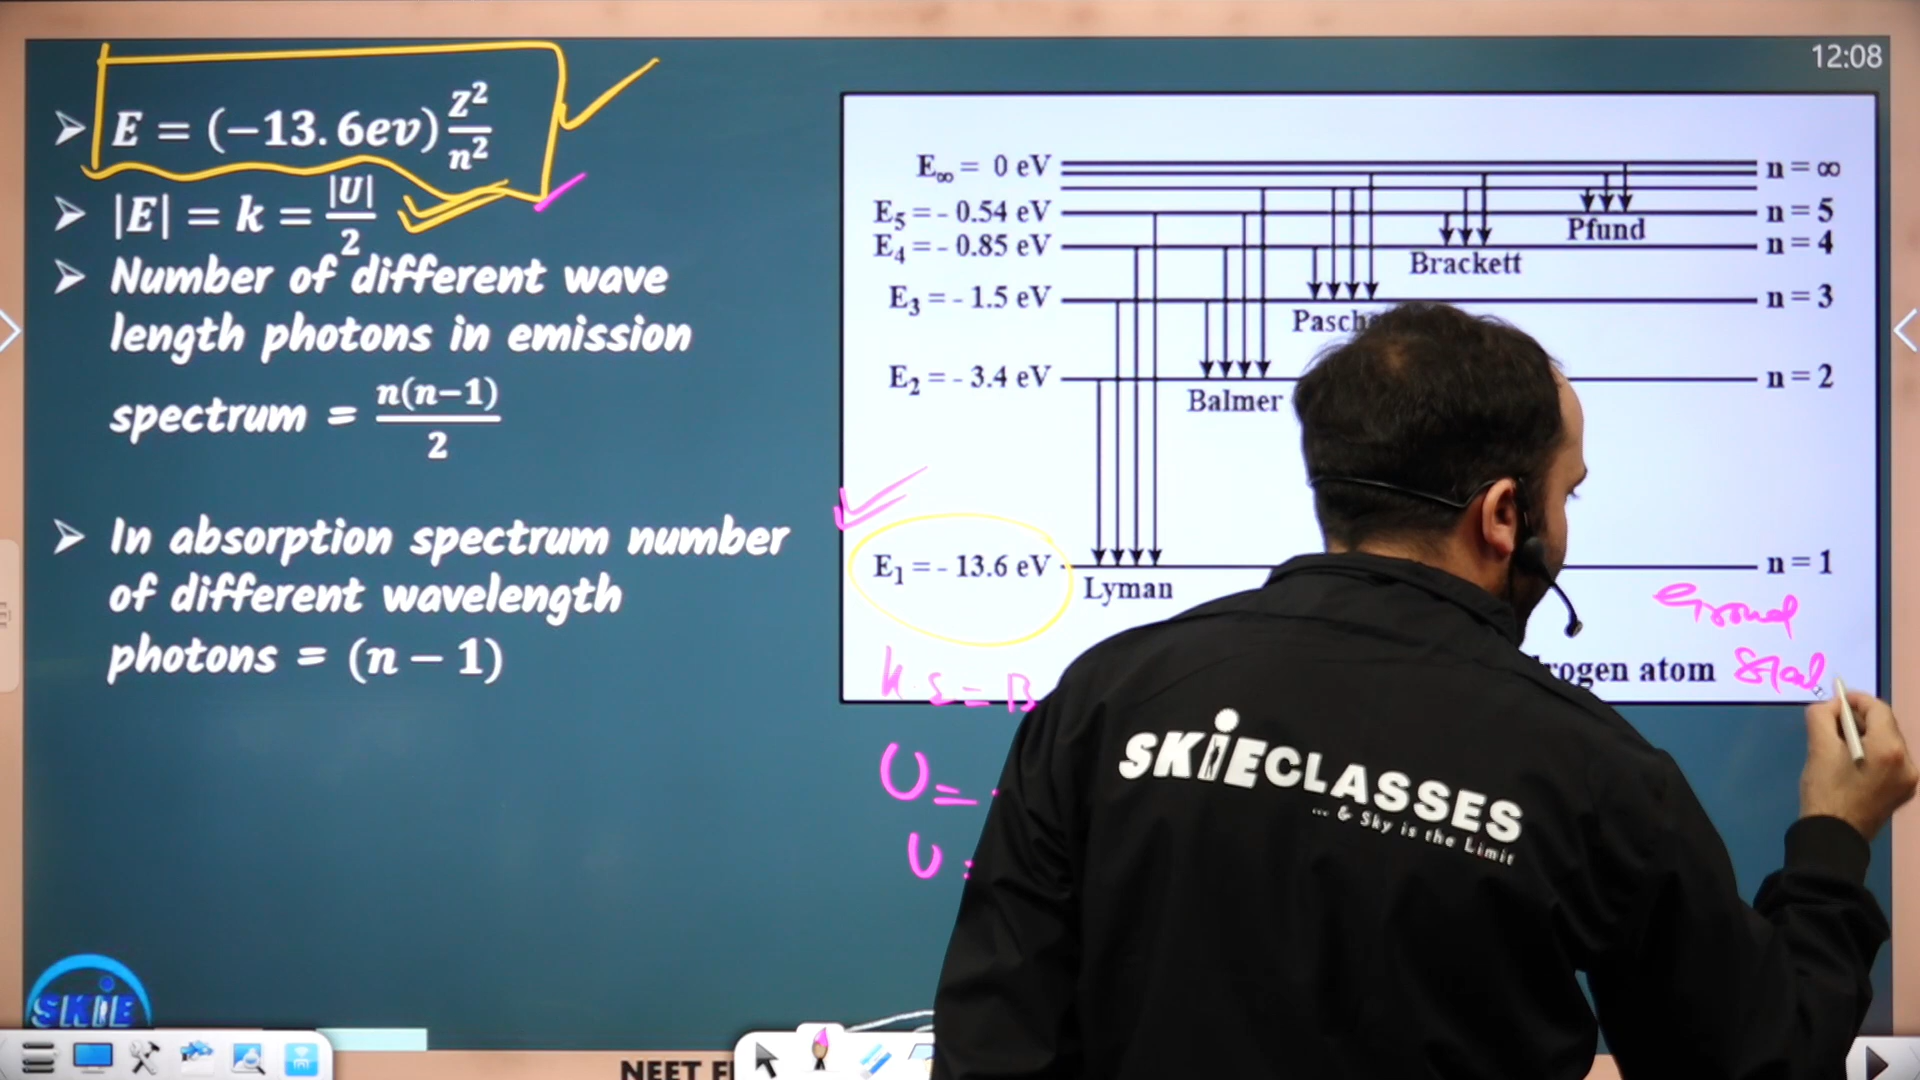 12:08
➤ E = (−13.6ev) Z²/n²
➤ |E| = k = |U|/2
➤ Number of different wave
length photons in emission
spectrum = n(n−1)/2
➤ In absorption spectrum number
of different wavelength
photons = (n − 1)
E∞ = 0 eV
n = ∞
E₅ = - 0.54 eV
n = 5
Pfund
E₄ = - 0.85 eV
n = 4
Brackett
E₃ = - 1.5 eV
n = 3
E₂ = - 3.4 eV
n = 2
Balmer
E₁ = - 13.6 eV
n = 1
Lyman
atom
U =
U =
SKIECLASSES
... & Sky is the Limit
SKIE
NEET